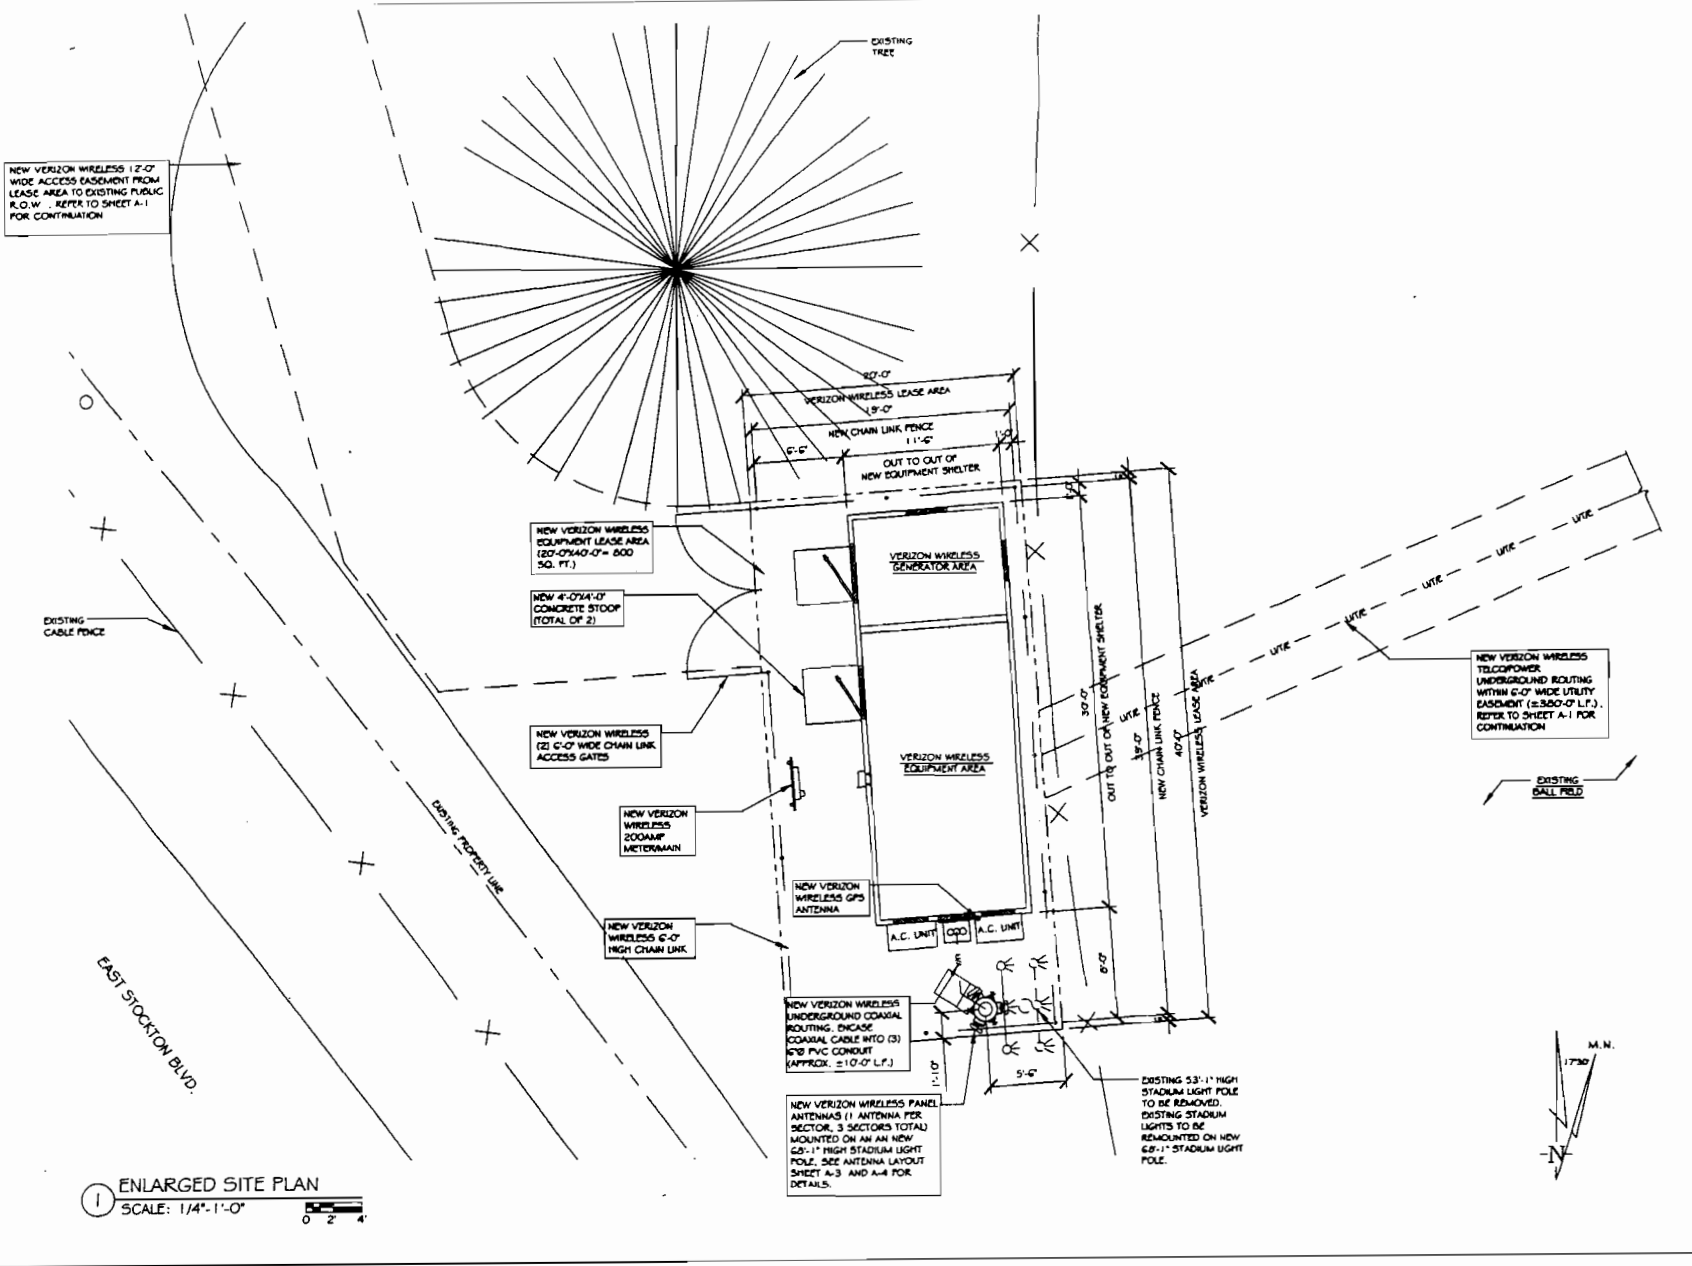 EXISTING
TREE
NEW VERIZON WIRELESS 12'-0"
WIDE ACCESS EASEMENT FROM
LEASE AREA TO EXISTING PUBLIC
R.O.W . REFER TO SHEET A-1
FOR CONTINUATION
20'-0"
VERIZON WIRELESS LEASE AREA
19'-0"
NEW CHAIN LINK FENCE
6'-6"
11'-6"
1'-0"
OUT TO OUT OF
NEW EQUIPMENT SHELTER
NEW VERIZON WIRELESS
EQUIPMENT LEASE AREA
(20'-0"X40'-0"= 800
SQ. FT.)
NEW 4'-0"X4'-0"
CONCRETE STOOP
(TOTAL OF 2)
VERIZON WIRELESS
GENERATOR AREA
EXISTING
CABLE FENCE
NEW VERIZON WIRELESS
(2) 6'-0" WIDE CHAIN LINK
ACCESS GATES
VERIZON WIRELESS
EQUIPMENT AREA
30'-0"
OUT TO OUT OF NEW EQUIPMENT SHELTER
39'-0"
NEW CHAIN LINK FENCE
40'-0"
VERIZON WIRELESS LEASE AREA
UT/E
UT/E
UT/E
UT/E
UT/E
UT/E
UT/E
NEW VERIZON WIRELESS
TELCO/POWER
UNDERGROUND ROUTING
WITHIN 6'-0" WIDE UTILITY
EASEMENT (±380'-0" L.F.).
REFER TO SHEET A-1 FOR
CONTINUATION
EXISTING
BALL FIELD
NEW VERIZON
WIRELESS
200AMP
METER/MAIN
EXISTING PROPERTY LINE
NEW VERIZON
WIRELESS GPS
ANTENNA
A.C. UNIT
A.C. UNIT
NEW VERIZON
WIRELESS 6'-0"
HIGH CHAIN LINK
8'-0"
EAST STOCKTON BLVD.
NEW VERIZON WIRELESS
UNDERGROUND COAXIAL
ROUTING. ENCASE
COAXIAL CABLE INTO (3)
6"Ø PVC CONDUIT
(APPROX. ±10'-0" L.F.)
1'-10"
5'-6"
NEW VERIZON WIRELESS PANEL
ANTENNAS (1 ANTENNA PER
SECTOR, 3 SECTORS TOTAL)
MOUNTED ON AN AN NEW
68'-1" HIGH STADIUM LIGHT
POLE, SEE ANTENNA LAYOUT
SHEET A-3 AND A-4 FOR
DETAILS.
EXISTING 53'-1" HIGH
STADIUM LIGHT POLE
TO BE REMOVED.
EXISTING STADIUM
LIGHTS TO BE
REMOUNTED ON NEW
68'-1" STADIUM LIGHT
POLE.
M.N.
17°30'
N
1
ENLARGED SITE PLAN
SCALE: 1/4"-1'-0"
0 2' 4'